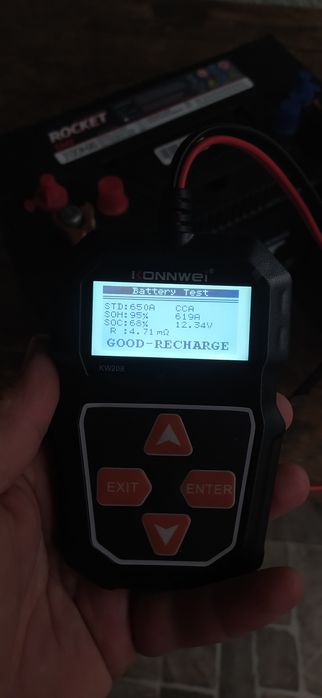 ROCKET
KONNWEI
Battery Test
STD:650A CCA
SOH:95% 619A
SOC:68% 12.34V
R :4.71mΩ
GOOD-RECHARGE
KW208
EXIT
ENTER